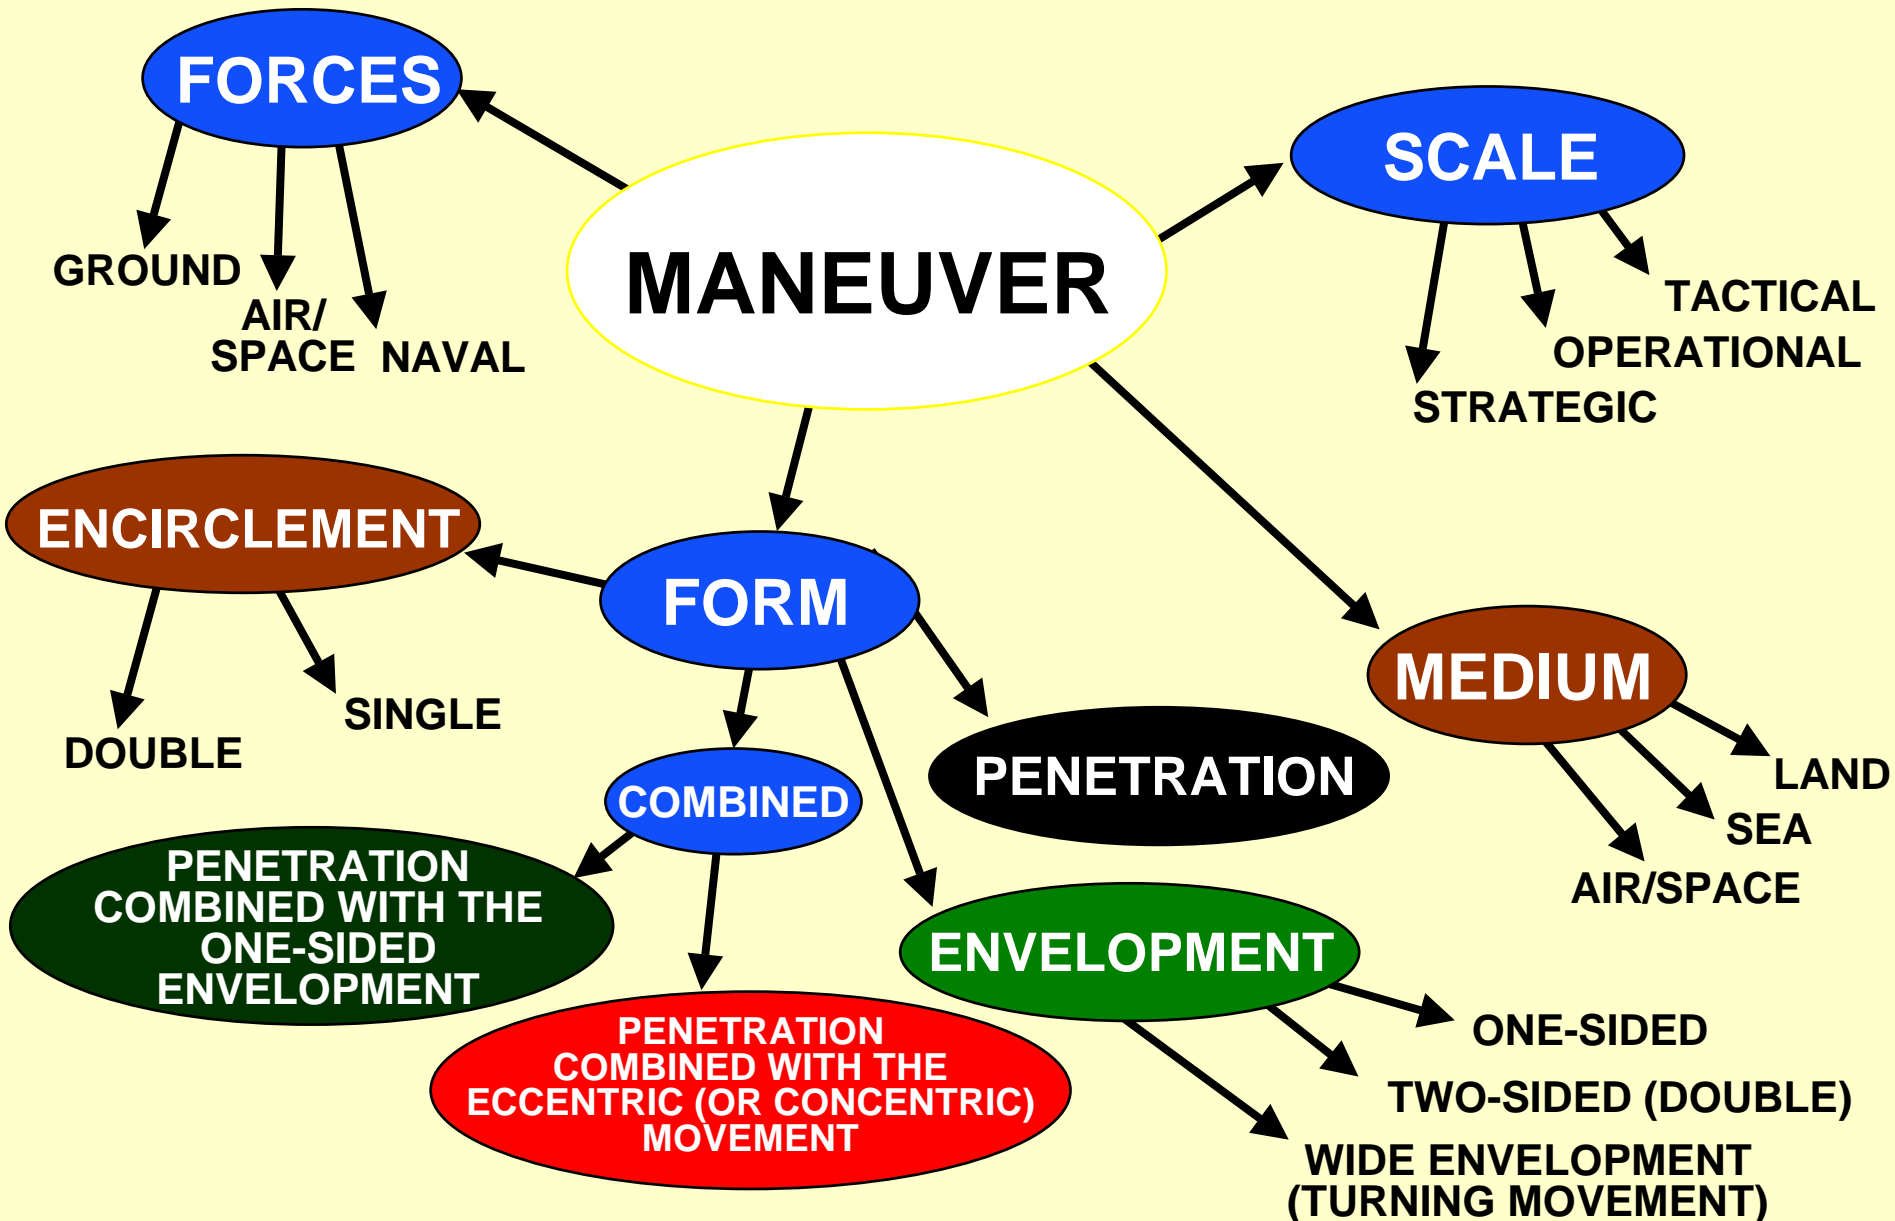 FORCES
GROUND
AIR/
SPACE
NAVAL
MANEUVER
SCALE
TACTICAL
OPERATIONAL
STRATEGIC
ENCIRCLEMENT
DOUBLE
SINGLE
FORM
COMBINED
PENETRATION
MEDIUM
LAND
SEA
AIR/SPACE
PENETRATION
COMBINED WITH THE
ONE-SIDED
ENVELOPMENT
PENETRATION
COMBINED WITH THE
ECCENTRIC (OR CONCENTRIC)
MOVEMENT
ENVELOPMENT
ONE-SIDED
TWO-SIDED (DOUBLE)
WIDE ENVELOPMENT
(TURNING MOVEMENT)